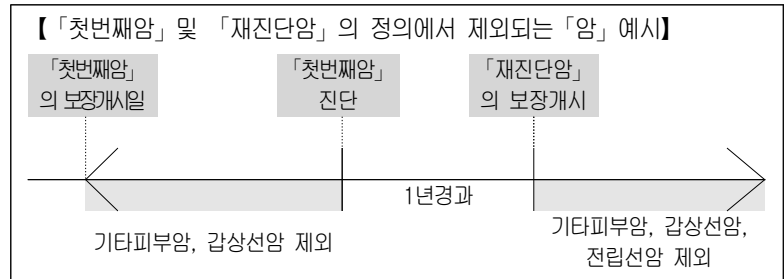 【「첫번째암」 및 「재진단암」의 정의에서 제외되는「암」예시】
「첫번째암」
의 보장개시일
「첫번째암」
진단
「재진단암」
의 보장개시
1년경과
기타피부암, 갑상선암 제외
기타피부암, 갑상선암,
전립선암 제외